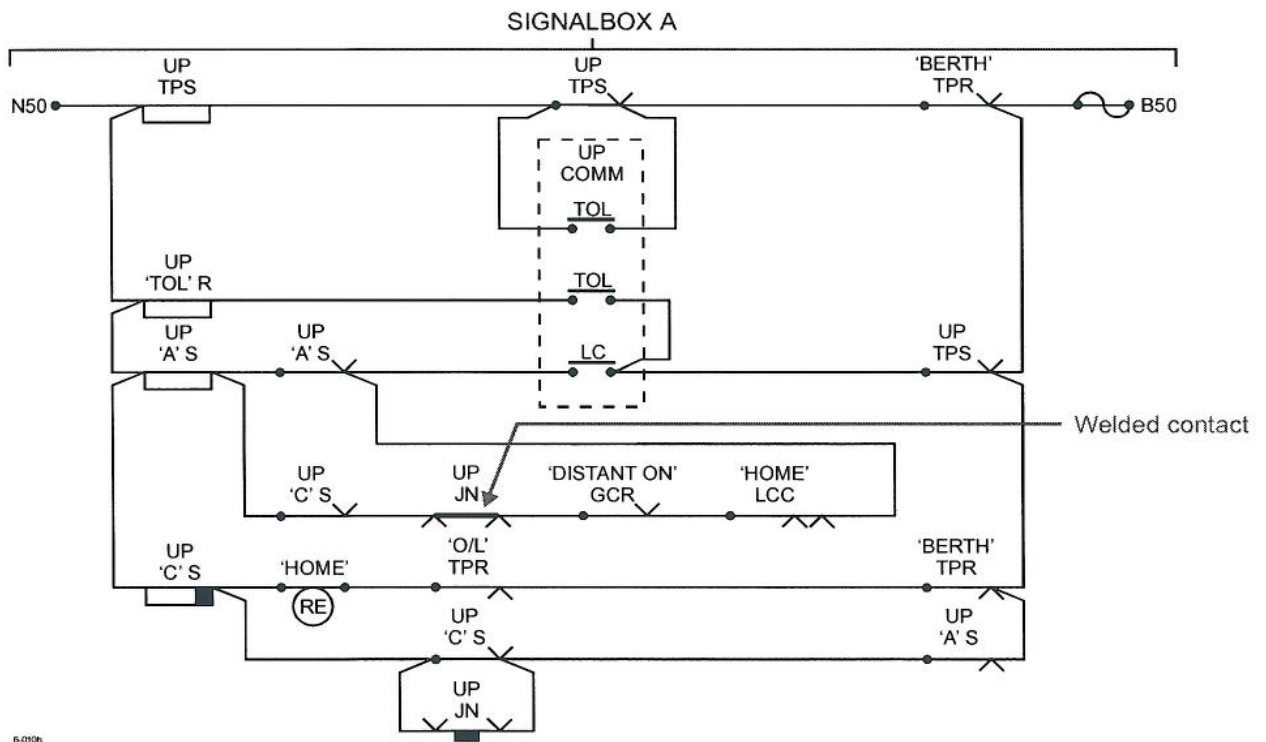 SIGNALBOX A
UP
TPS
UP
TPS
'BERTH'
TPR
N50
B50
UP
COMM
TOL
UP
'TOL' R
TOL
UP
'A' S
UP
'A' S
LC
UP
TPS
Welded contact
UP
'C' S
UP
JN
'DISTANT ON'
GCR
'HOME'
LCC
UP
'C' S
'HOME'
RE
'O/L'
TPR
'BERTH'
TPR
UP
'C' S
UP
'A' S
UP
JN